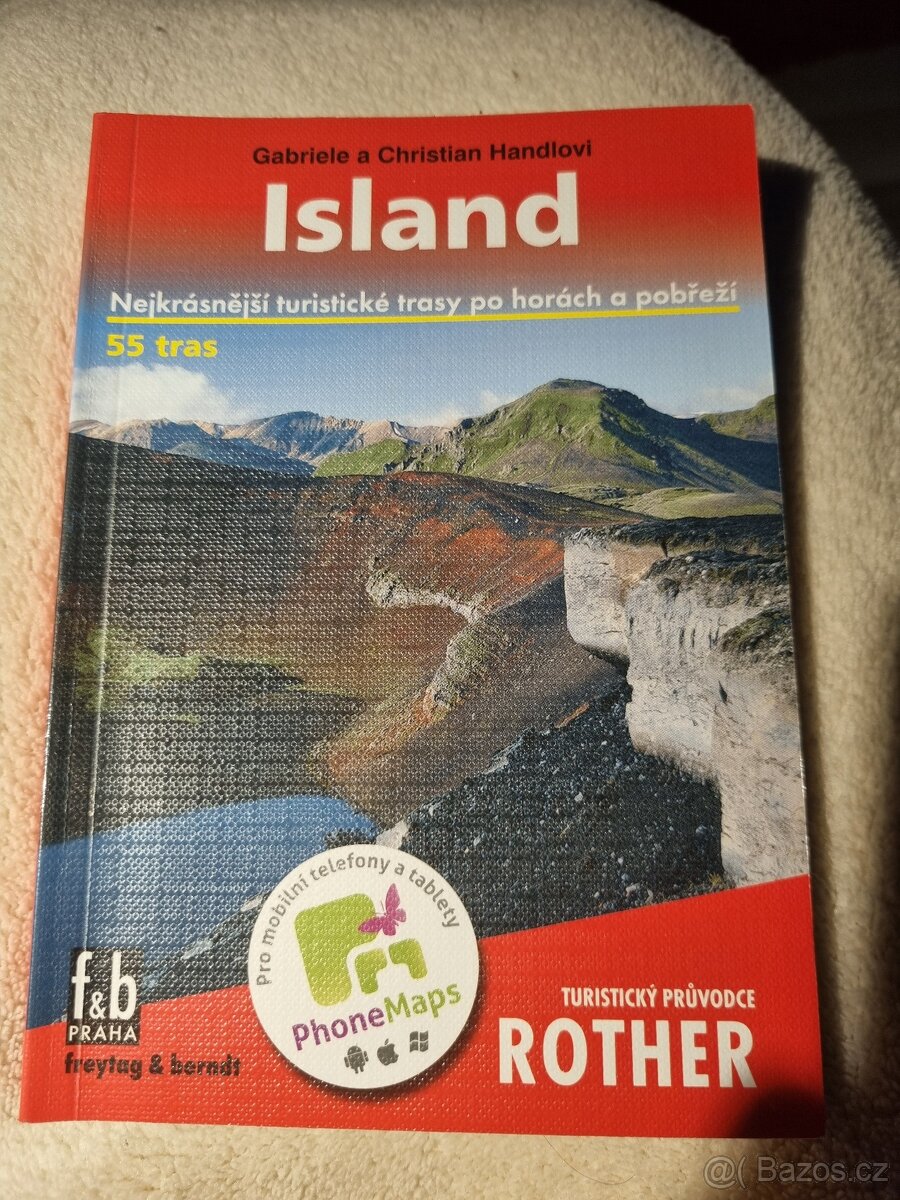 Gabriele a Christian Handlovi
Island
Nejkrásnější turistické trasy po horách a pobřeží
55 tras
Pro mobilní telefony a tablety
PhoneMaps
f&b
PRAHA
freytag & berndt
TURISTICKÝ PRŮVODCE
ROTHER
@( Bazos.cz